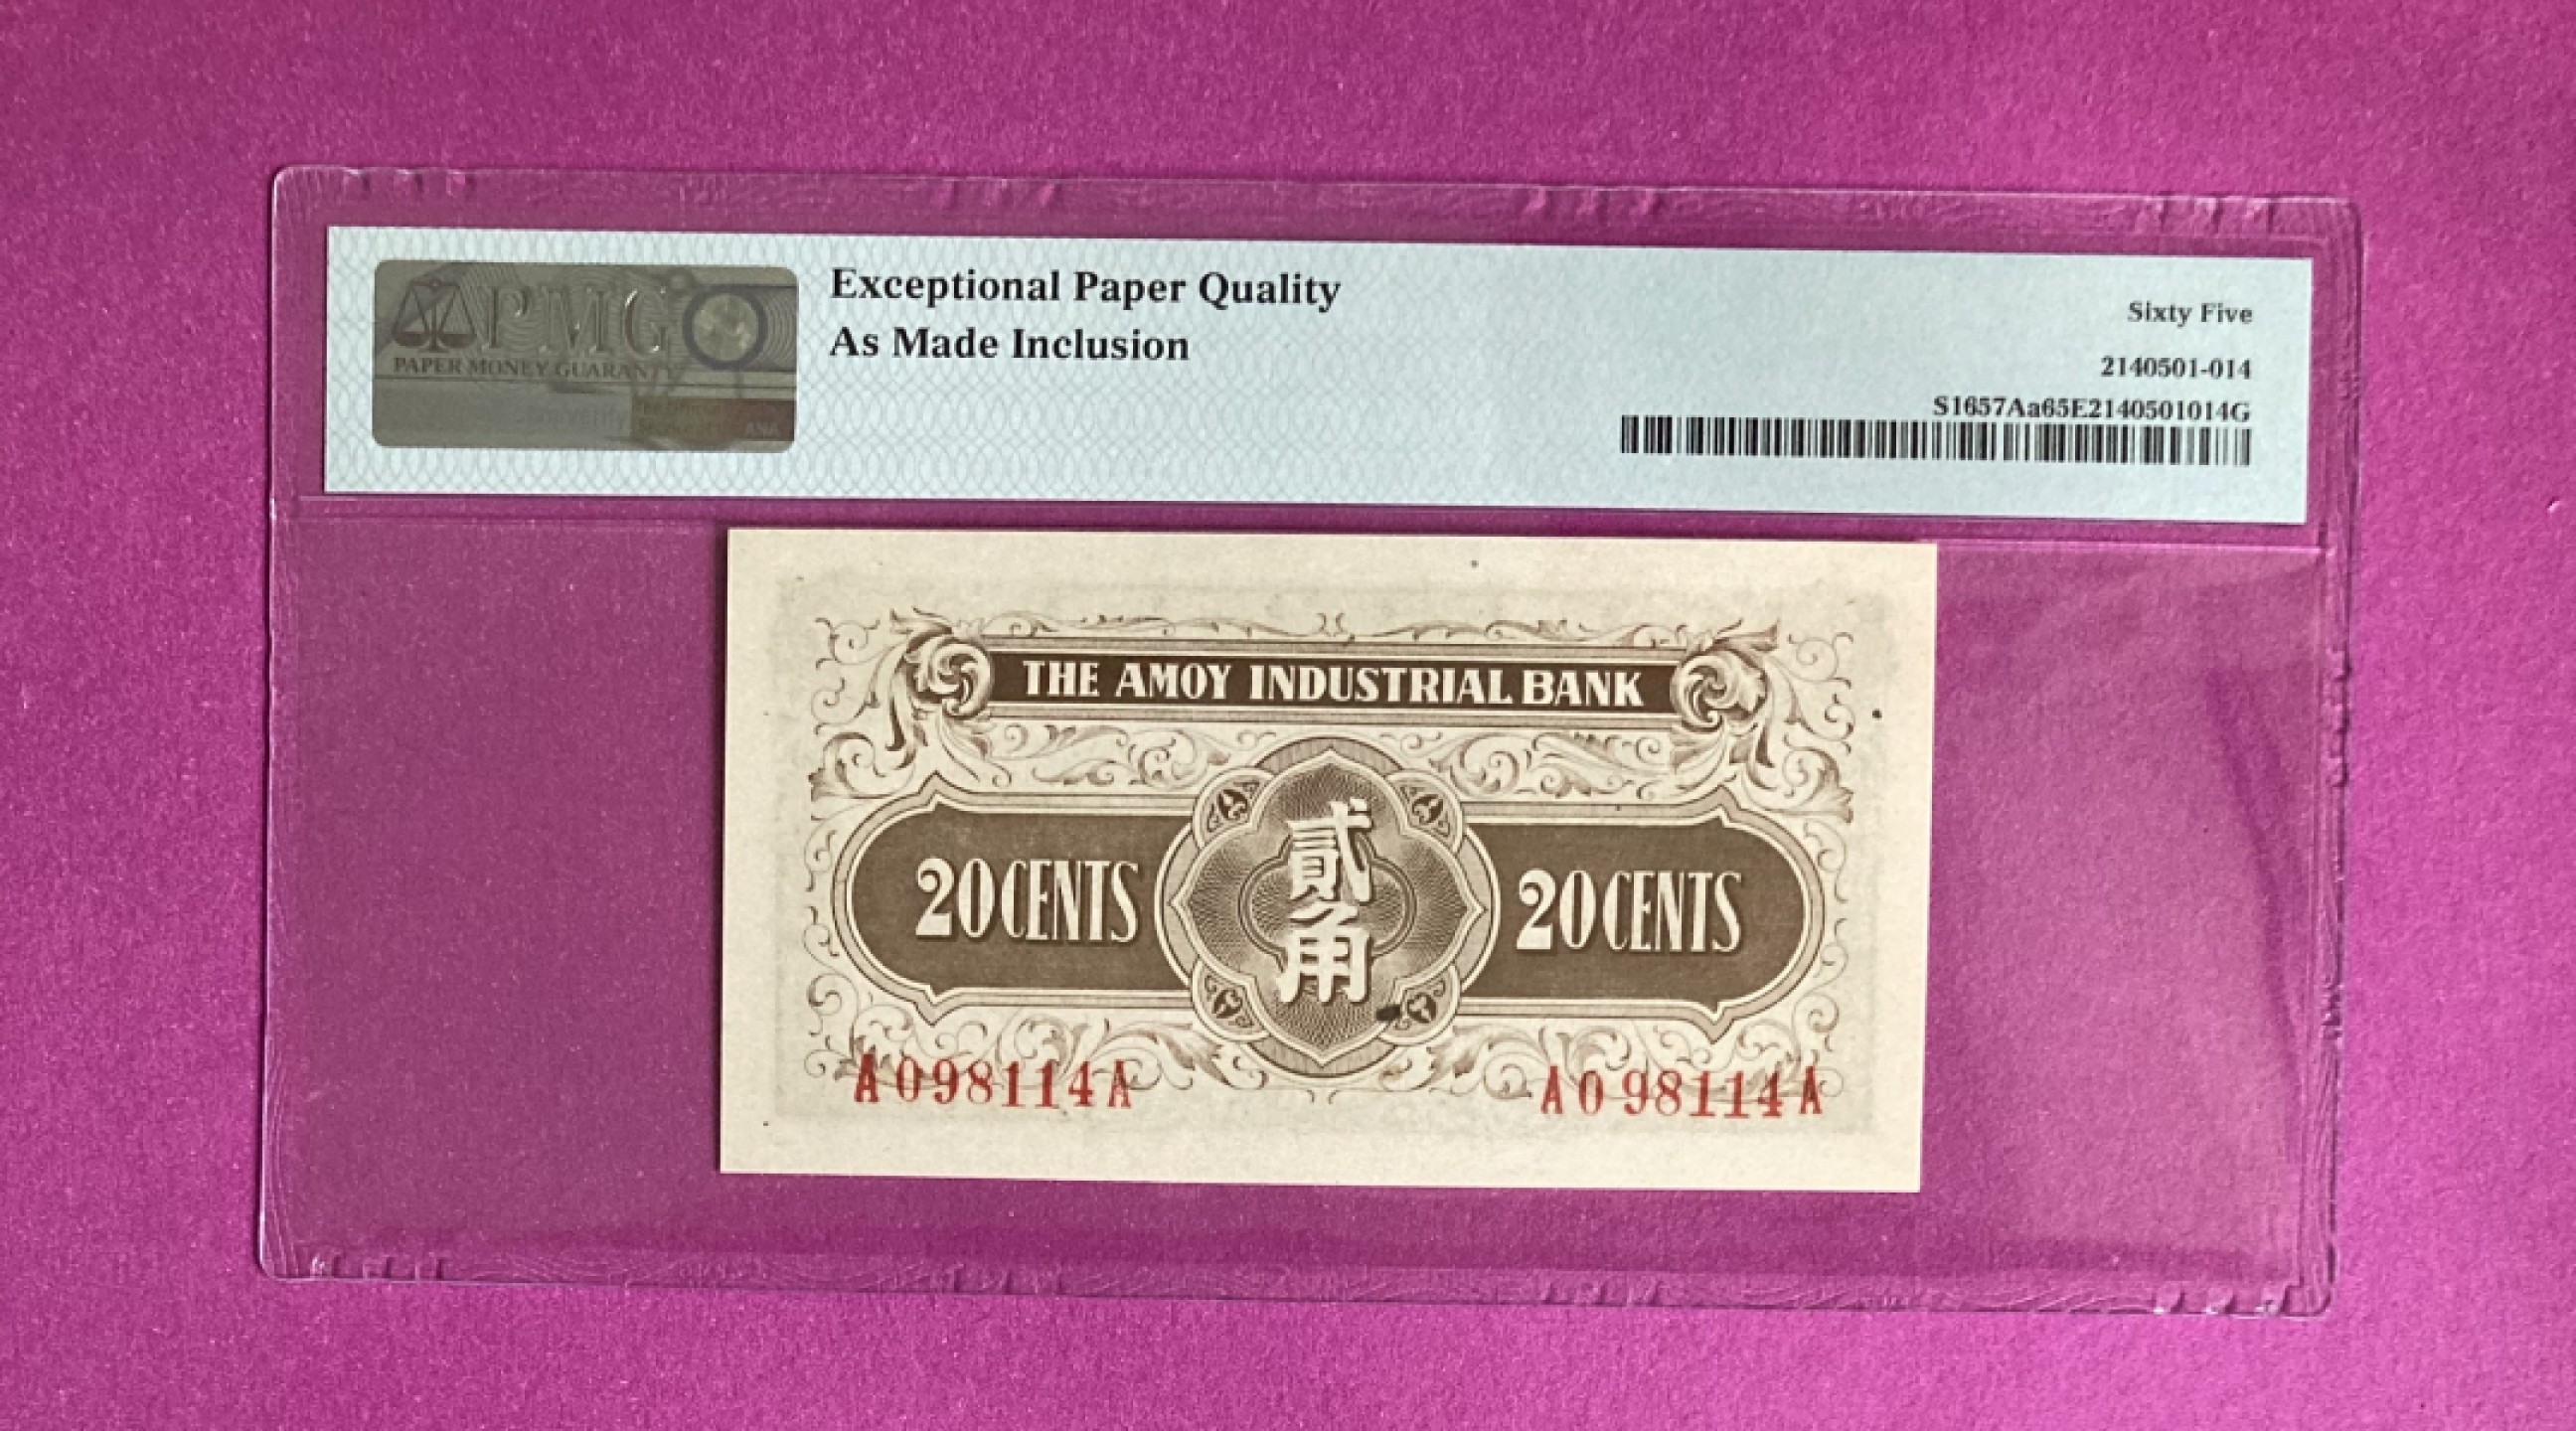 PMG
PAPER MONEY GUARANTY
ANA
Exceptional Paper Quality
As Made Inclusion
Sixty Five
2140501-014
S1657Aa65E2140501014G
THE AMOY INDUSTRIAL BANK
20 CENTS
貳角
20 CENTS
A098114A
A098114A